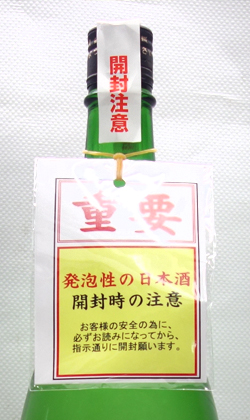 開封注意
重要
発泡性の日本酒
開封時の注意
お客様の安全の為に、
必ずお読みになってから、
指示通りに開封願います。